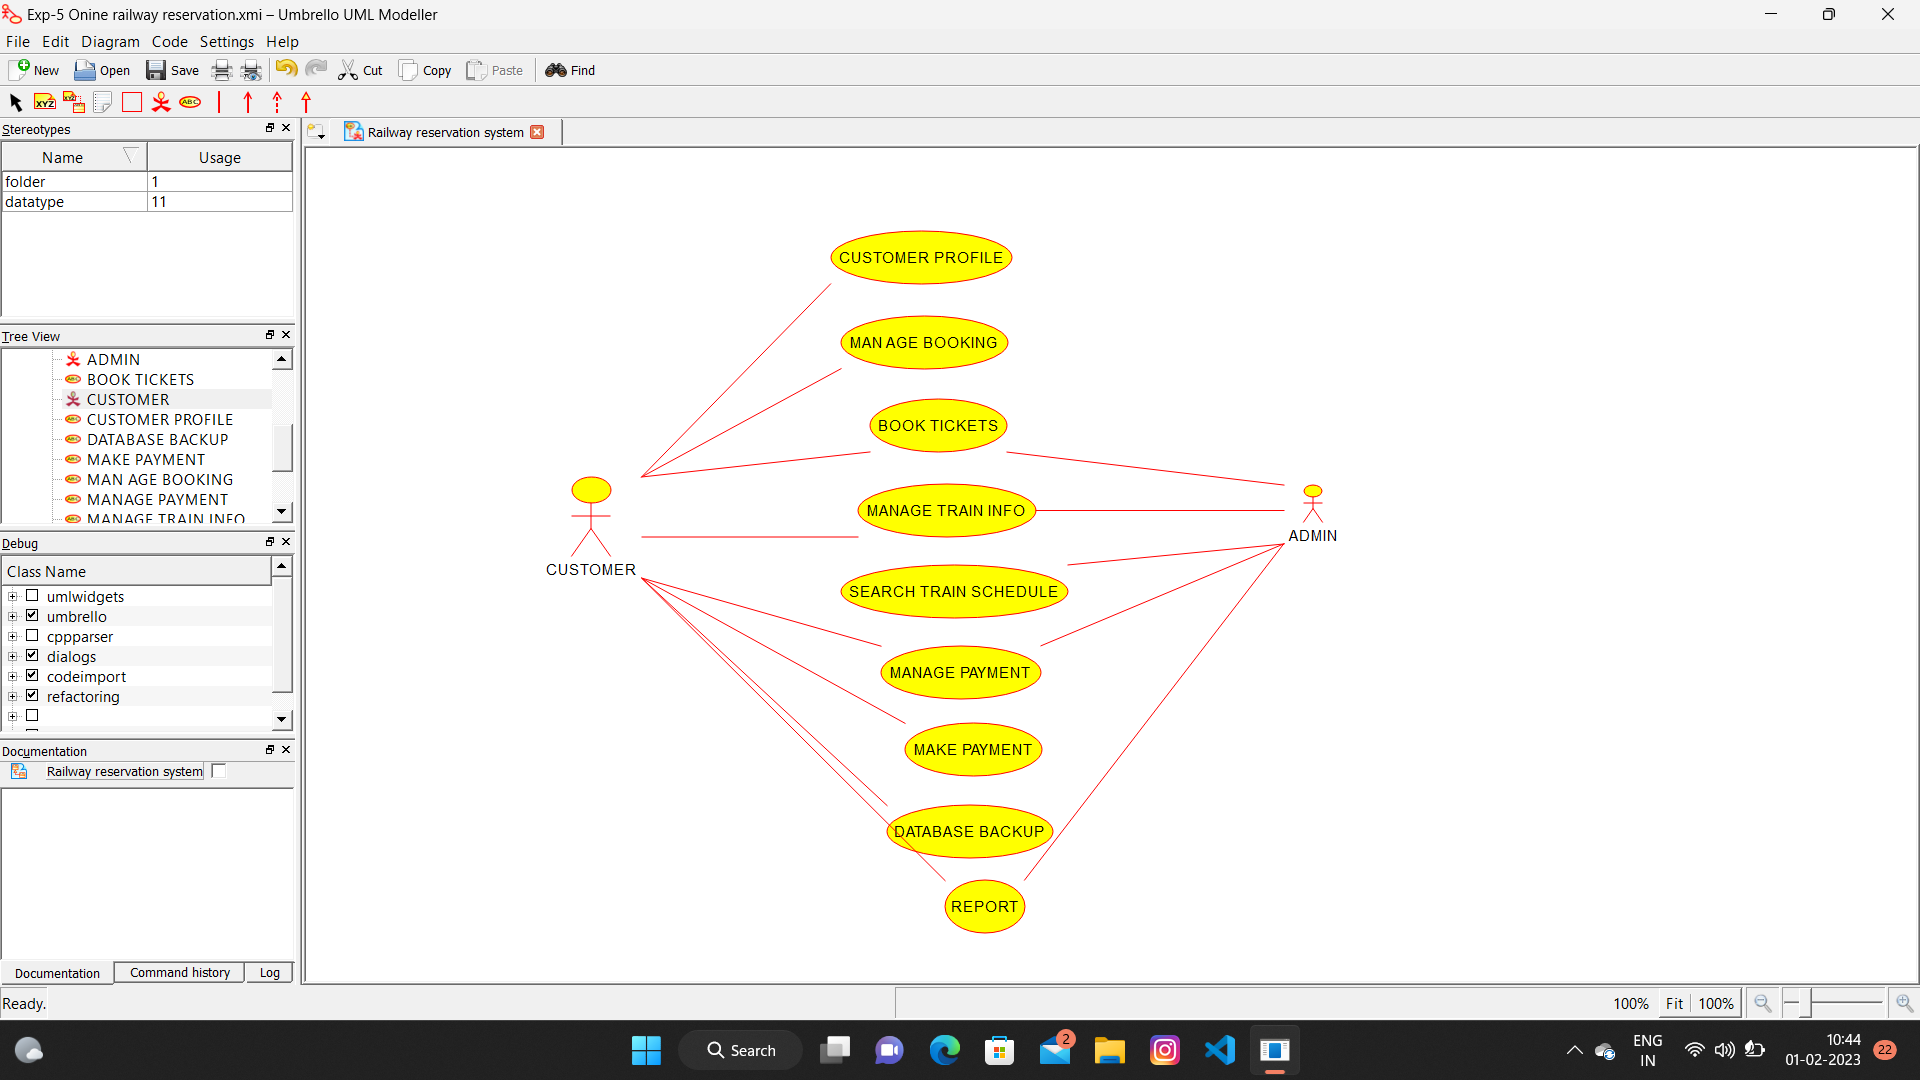 Exp-5 Onine railway reservation.xmi – Umbrello UML Modeller
File Edit Diagram Code Settings Help
New Open Save Cut Copy Paste Find
XYZ XYZ ABC
Stereotypes
Railway reservation system
Name Usage
folder 1
datatype 11
Tree View
ADMIN
BOOK TICKETS
CUSTOMER
CUSTOMER PROFILE
DATABASE BACKUP
MAKE PAYMENT
MAN AGE BOOKING
MANAGE PAYMENT
MANAGE TRAIN INFO
Debug
Class Name
umlwidgets
umbrello
cppparser
dialogs
codeimport
refactoring
Documentation
Railway reservation system
Documentation Command history Log
CUSTOMER PROFILE
MAN AGE BOOKING
BOOK TICKETS
MANAGE TRAIN INFO
ADMIN
CUSTOMER
SEARCH TRAIN SCHEDULE
MANAGE PAYMENT
MAKE PAYMENT
DATABASE BACKUP
REPORT
Ready.
100% Fit 100%
Search
2
ENG
IN
10:44
01-02-2023
22